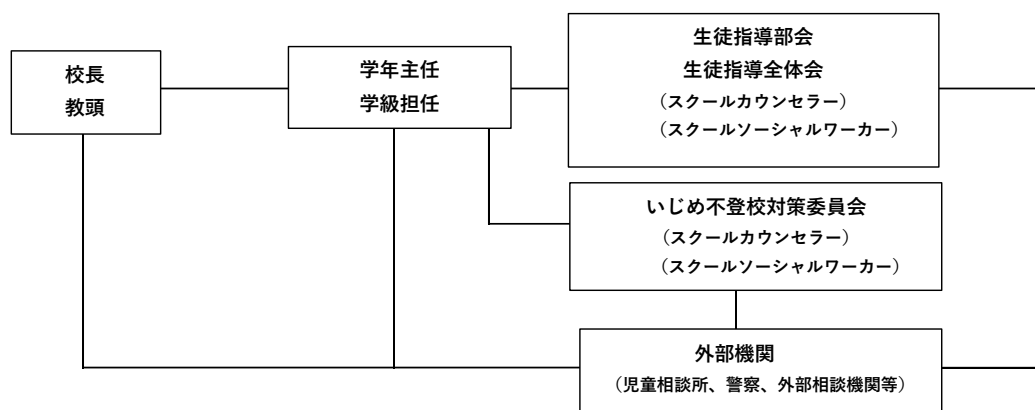 校長
教頭
学年主任
学級担任
生徒指導部会
生徒指導全体会
（スクールカウンセラー）
（スクールソーシャルワーカー）
いじめ不登校対策委員会
（スクールカウンセラー）
（スクールソーシャルワーカー）
外部機関
（児童相談所、警察、外部相談機関等）